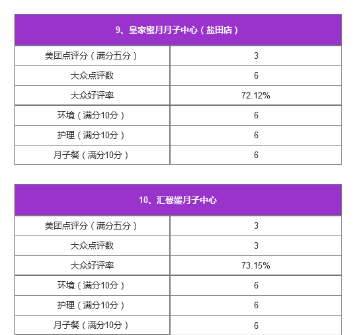 9、皇家蜜月月子中心（盐田店）
美团点评分（满分五分） 3
大众点评数 6
大众好评率 72.12%
环境（满分10分） 6
护理（满分10分） 6
月子餐（满分10分） 6
10、汇馨嫦月子中心
美团点评分（满分五分） 3
大众点评数 3
大众好评率 73.15%
环境（满分10分） 6
护理（满分10分） 6
月子餐（满分10分） 6